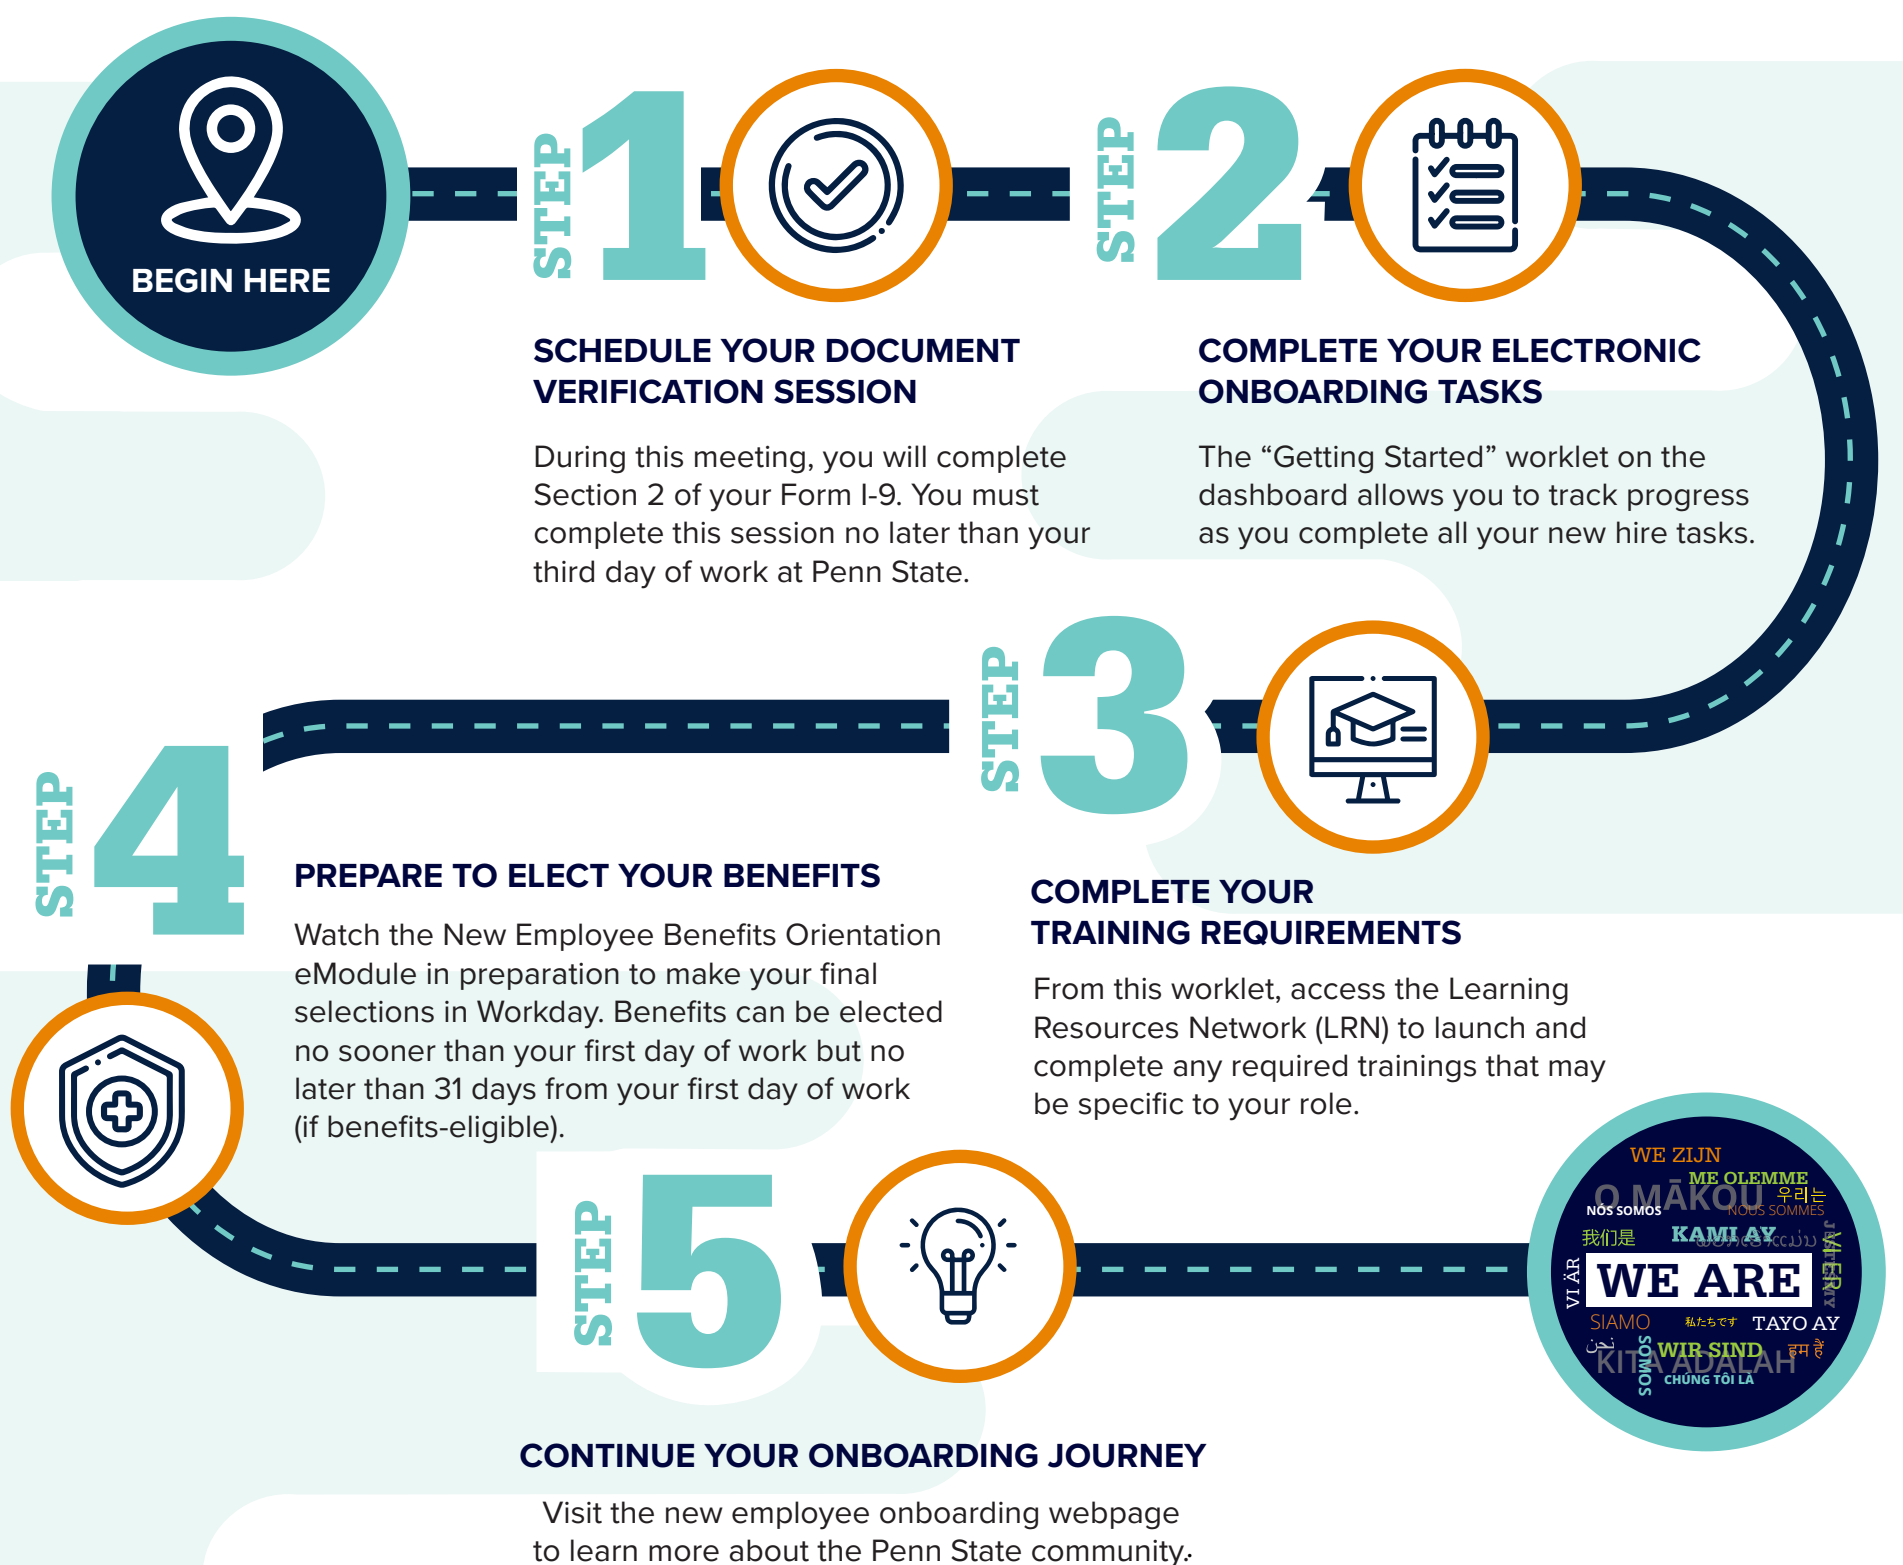 BEGIN HERE
STEP 1
SCHEDULE YOUR DOCUMENT
VERIFICATION SESSION
During this meeting, you will complete
Section 2 of your Form I-9. You must
complete this session no later than your
third day of work at Penn State.
STEP 2
COMPLETE YOUR ELECTRONIC
ONBOARDING TASKS
The “Getting Started” worklet on the
dashboard allows you to track progress
as you complete all your new hire tasks.
STEP 3
COMPLETE YOUR
TRAINING REQUIREMENTS
From this worklet, access the Learning
Resources Network (LRN) to launch and
complete any required trainings that may
be specific to your role.
STEP 4
PREPARE TO ELECT YOUR BENEFITS
Watch the New Employee Benefits Orientation
eModule in preparation to make your final
selections in Workday. Benefits can be elected
no sooner than your first day of work but no
later than 31 days from your first day of work
(if benefits-eligible).
STEP 5
CONTINUE YOUR ONBOARDING JOURNEY
Visit the new employee onboarding webpage
to learn more about the Penn State community.
WE ZIJN
ME OLEMME
O MĀKOU
우리는
NÓS SOMOS
NOUS SOMMES
我们是
KAMI AY
VI ÄR
WE ARE
SIAMO
私たちです
TAYO AY
نحن
SOMOS
WIR SIND
हम हैं
KITA ADALAH
CHÚNG TÔI LÀ